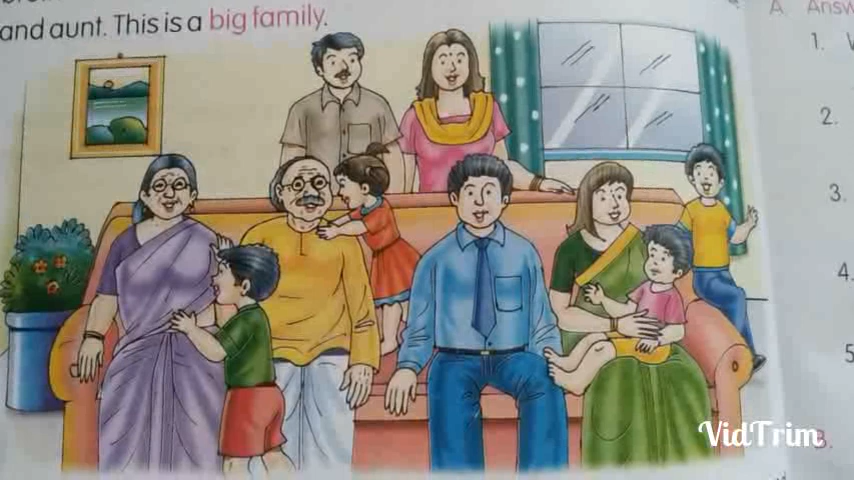 and aunt. This is a big family.
A. Answ
1.
2.
3.
4.
5
B.
VidTrim